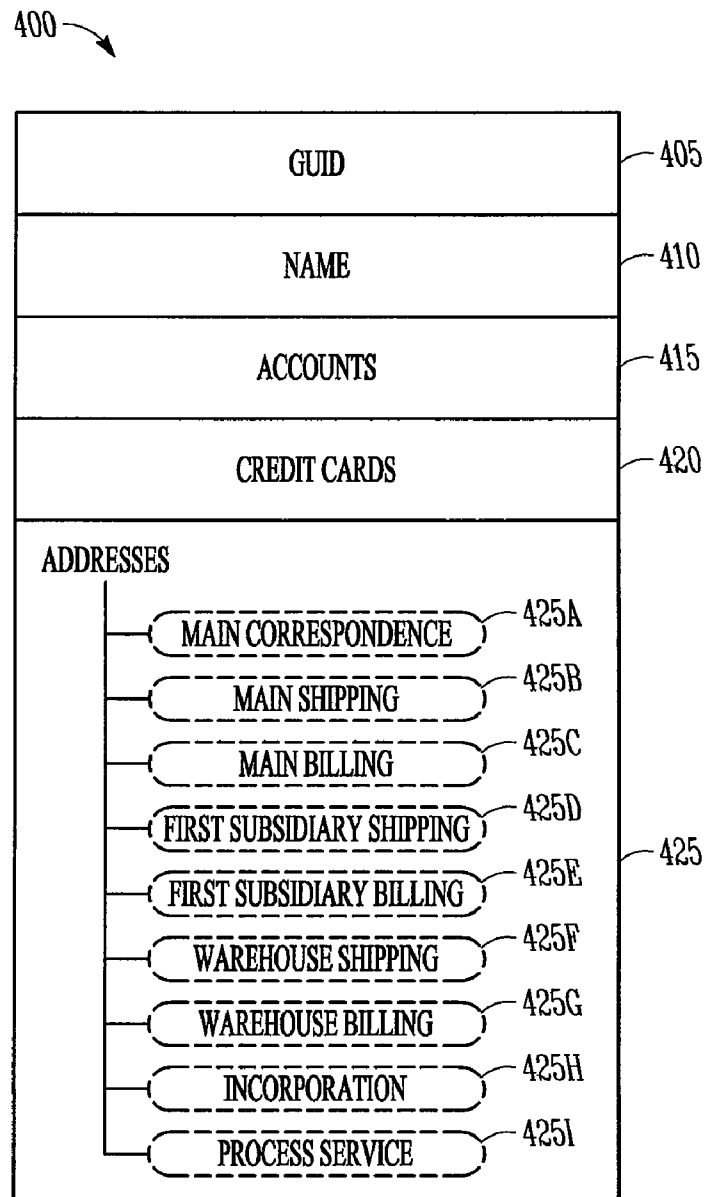 400
GUID 405
NAME 410
ACCOUNTS 415
CREDIT CARDS 420
ADDRESSES
MAIN CORRESPONDENCE 425A
MAIN SHIPPING 425B
MAIN BILLING 425C
FIRST SUBSIDIARY SHIPPING 425D
425
FIRST SUBSIDIARY BILLING 425E
WAREHOUSE SHIPPING 425F
WAREHOUSE BILLING 425G
INCORPORATION 425H
PROCESS SERVICE 425I